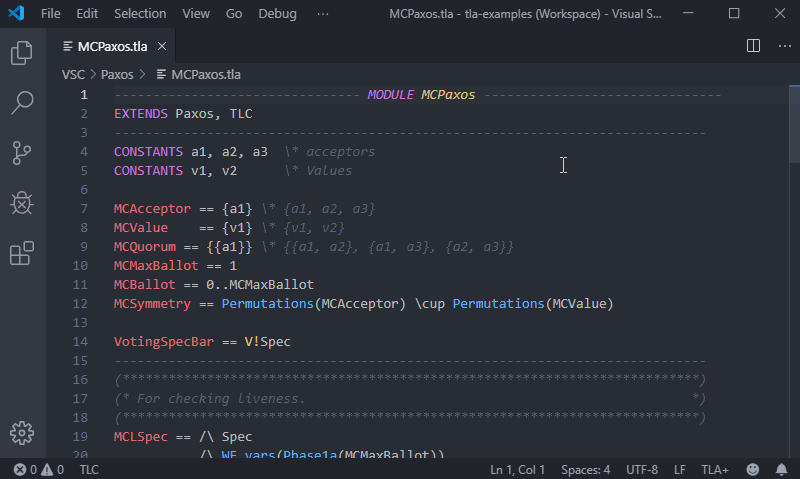 File Edit Selection View Go Debug ··· MCPaxos.tla - tla-examples (Workspace) - Visual S...
MCPaxos.tla
VSC > Paxos > MCPaxos.tla
1 -------------------------------- MODULE MCPaxos -------------------------------
2 EXTENDS Paxos, TLC
3 -----------------------------------------------------------------------------
4 CONSTANTS a1, a2, a3  \* acceptors
5 CONSTANTS v1, v2      \* Values
6
7 MCAcceptor == {a1} \* {a1, a2, a3}
8 MCValue    == {v1} \* {v1, v2}
9 MCQuorum == {{a1}} \* {{a1, a2}, {a1, a3}, {a2, a3}}
10 MCMaxBallot == 1
11 MCBallot == 0..MCMaxBallot
12 MCSymmetry == Permutations(MCAcceptor) \cup Permutations(MCValue)
13
14 VotingSpecBar == V!Spec
15 -----------------------------------------------------------------------------
16 (***************************************************************************)
17 (* For checking liveness.                                                  *)
18 (***************************************************************************)
19 MCLSpec == /\ Spec
20            /\ WF_vars(Phase1a(MCMaxBallot))
0 0 TLC Ln 1, Col 1 Spaces: 4 UTF-8 LF TLA+